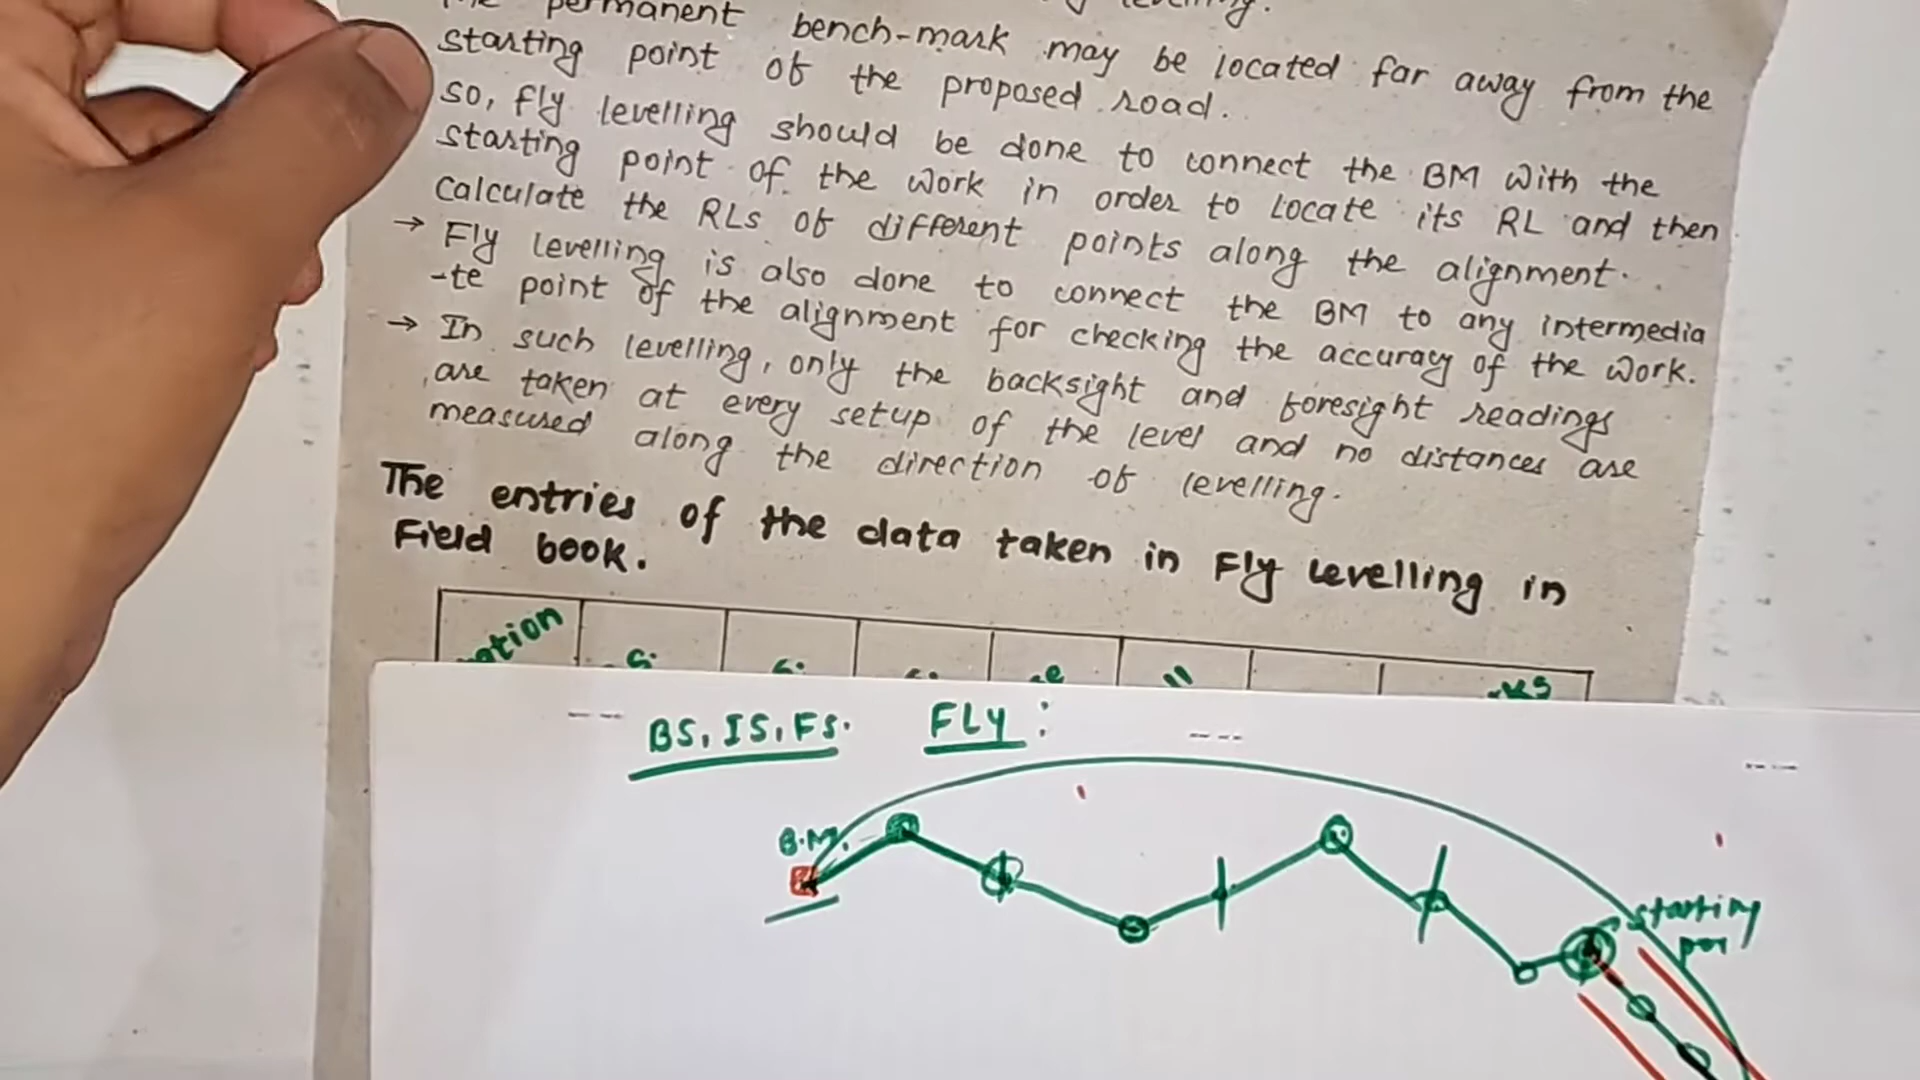 permanent bench-mark may be located far away from the
starting point of the proposed road.
so, fly levelling should be done to connect the BM with the
starting point of the work in order to locate its RL and then
calculate the RLs of different points along the alignment.
→ Fly levelling is also done to connect the BM to any intermedia
-te point of the alignment for checking the accuracy of the work.
→ In such levelling, only the backsight and foresight readings
are taken at every setup of the level and no distances are
measured along the direction of levelling.
The entries of the data taken in Fly levelling in
Field book.
BS, IS, FS. FLY :
B.M.
starting